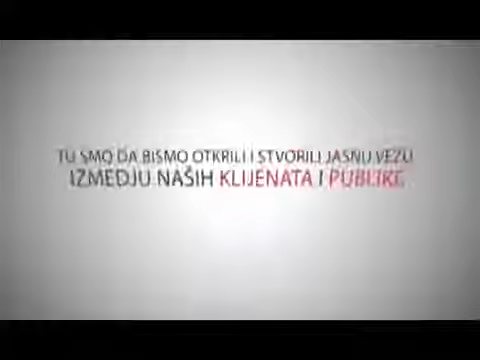 TU SMO DA BISMO OTKRILI I STVORILI JASNU VEZU
IZMEDJU NAŠIH KLIJENATA I PUBLIKE